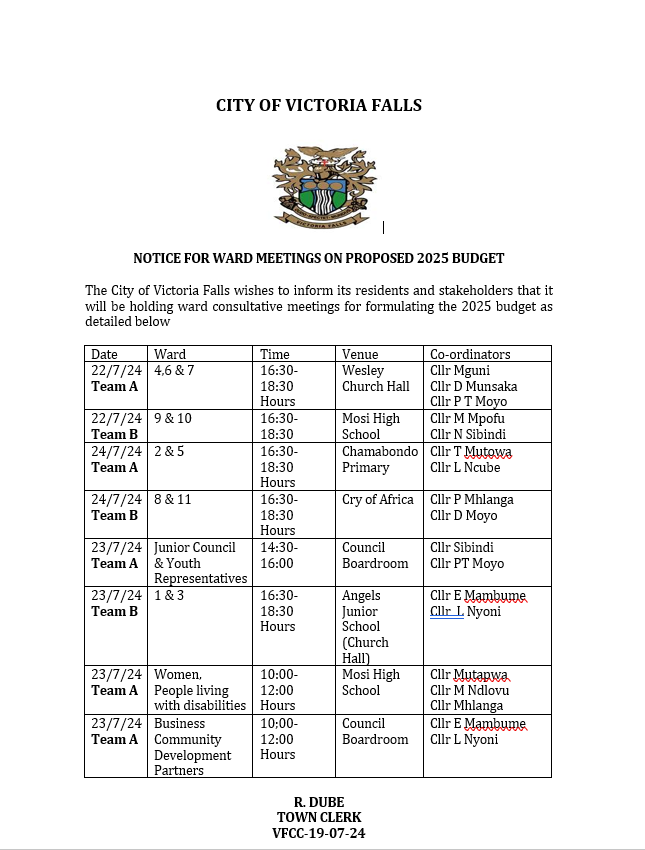 CITY OF VICTORIA FALLS
VICTORIA FALLS
NOTICE FOR WARD MEETINGS ON PROPOSED 2025 BUDGET
The City of Victoria Falls wishes to inform its residents and stakeholders that it
will be holding ward consultative meetings for formulating the 2025 budget as
detailed below
Date Ward Time Venue Co-ordinators
22/7/24 4,6 & 7 16:30- Wesley Cllr Mguni
Team A 18:30 Church Hall Cllr D Munsaka
Hours Cllr P T Moyo
22/7/24 9 & 10 16:30- Mosi High Cllr M Mpofu
Team B 18:30 School Cllr N Sibindi
24/7/24 2 & 5 16:30- Chamabondo Cllr T Mutowa
Team A 18:30 Primary Cllr L Ncube
Hours
24/7/24 8 & 11 16:30- Cry of Africa Cllr P Mhlanga
Team B 18:30 Cllr D Moyo
Hours
23/7/24 Junior Council 14:30- Council Cllr Sibindi
Team A & Youth 16:00 Boardroom Cllr PT Moyo
Representatives
23/7/24 1 & 3 16:30- Angels Cllr E Mambume
Team B 18:30 Junior Cllr L Nyoni
Hours School
(Church
Hall)
23/7/24 Women, 10:00- Mosi High Cllr Mutapwa
Team A People living 12:00 School Cllr M Ndlovu
with disabilities Hours Cllr Mhlanga
23/7/24 Business 10;00- Council Cllr E Mambume
Team A Community 12:00 Boardroom Cllr L Nyoni
Development Hours
Partners
R. DUBE
TOWN CLERK
VFCC-19-07-24